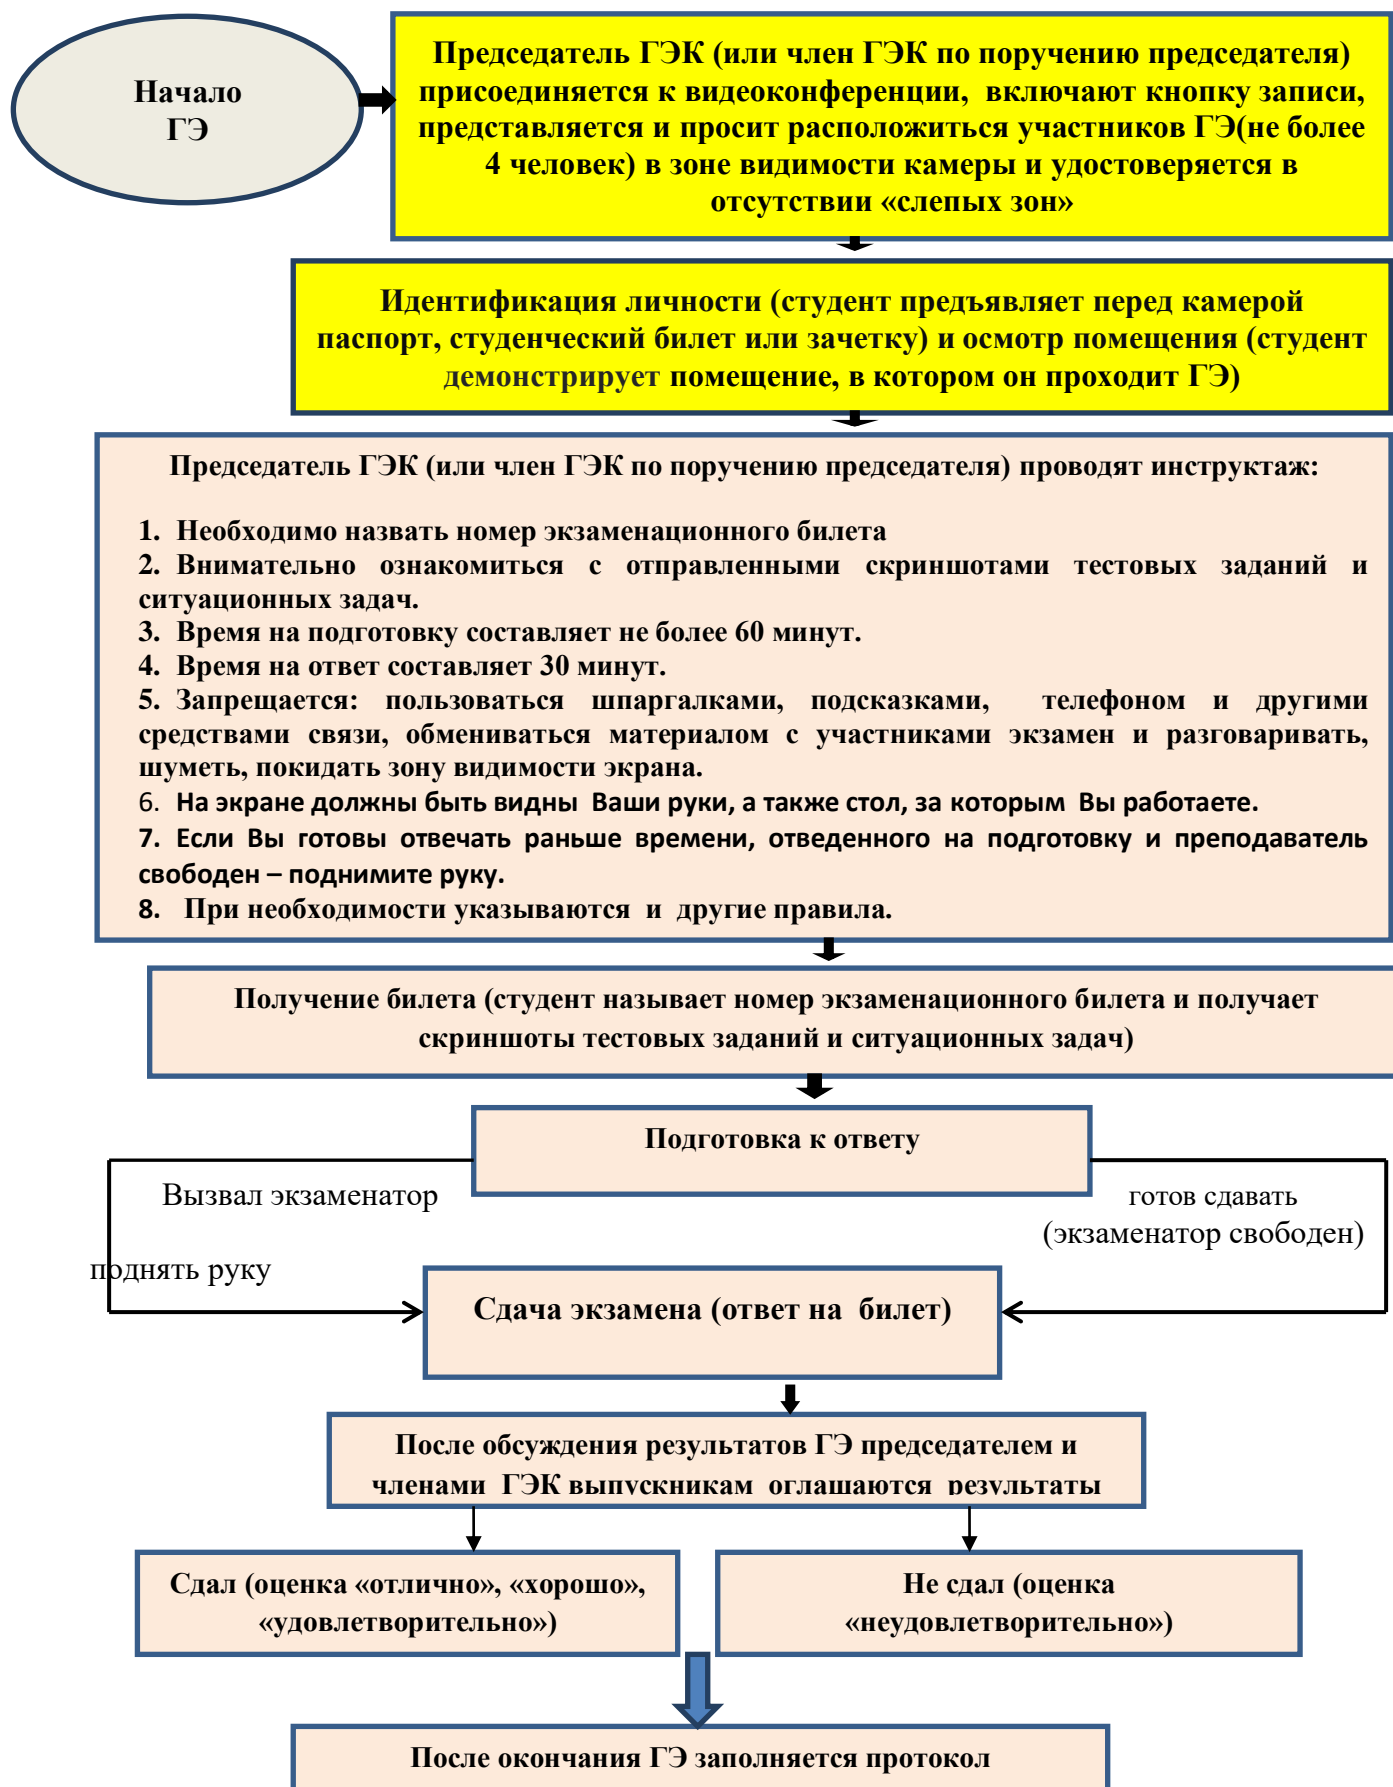 Начало
ГЭ
Председатель ГЭК (или член ГЭК по поручению председателя)
присоединяется к видеоконференции, включают кнопку записи,
представляется и просит расположиться участников ГЭ(не более
4 человек) в зоне видимости камеры и удостоверяется в
отсутствии «слепых зон»
Идентификация личности (студент предъявляет перед камерой
паспорт, студенческий билет или зачетку) и осмотр помещения (студент
демонстрирует помещение, в котором он проходит ГЭ)
Председатель ГЭК (или член ГЭК по поручению председателя) проводят инструктаж:
1. Необходимо назвать номер экзаменационного билета
2. Внимательно ознакомиться с отправленными скриншотами тестовых заданий и
ситуационных задач.
3. Время на подготовку составляет не более 60 минут.
4. Время на ответ составляет 30 минут.
5. Запрещается: пользоваться шпаргалками, подсказками, телефоном и другими
средствами связи, обмениваться материалом с участниками экзамен и разговаривать,
шуметь, покидать зону видимости экрана.
6. На экране должны быть видны Ваши руки, а также стол, за которым Вы работаете.
7. Если Вы готовы отвечать раньше времени, отведенного на подготовку и преподаватель
свободен – поднимите руку.
8. При необходимости указываются и другие правила.
Получение билета (студент называет номер экзаменационного билета и получает
скриншоты тестовых заданий и ситуационных задач)
Подготовка к ответу
Вызвал экзаменатор
готов сдавать
(экзаменатор свободен)
поднять руку
Сдача экзамена (ответ на билет)
После обсуждения результатов ГЭ председателем и
членами ГЭК выпускникам оглашаются результаты
Сдал (оценка «отлично», «хорошо»,
«удовлетворительно»)
Не сдал (оценка
«неудовлетворительно»)
После окончания ГЭ заполняется протокол